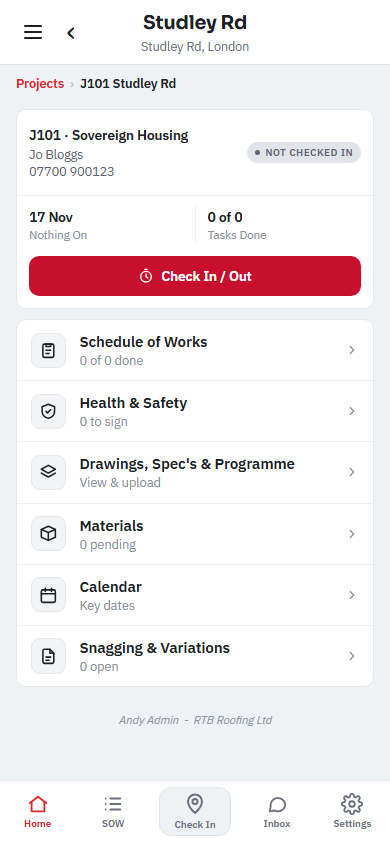 Studley Rd
Studley Rd, London
Projects › J101 Studley Rd
J101 · Sovereign Housing
Jo Bloggs
07700 900123
NOT CHECKED IN
17 Nov
Nothing On
0 of 0
Tasks Done
Check In / Out
Schedule of Works
0 of 0 done
Health & Safety
0 to sign
Drawings, Spec's & Programme
View & upload
Materials
0 pending
Calendar
Key dates
Snagging & Variations
0 open
Andy Admin - RTB Roofing Ltd
Home
SOW
Check In
Inbox
Settings